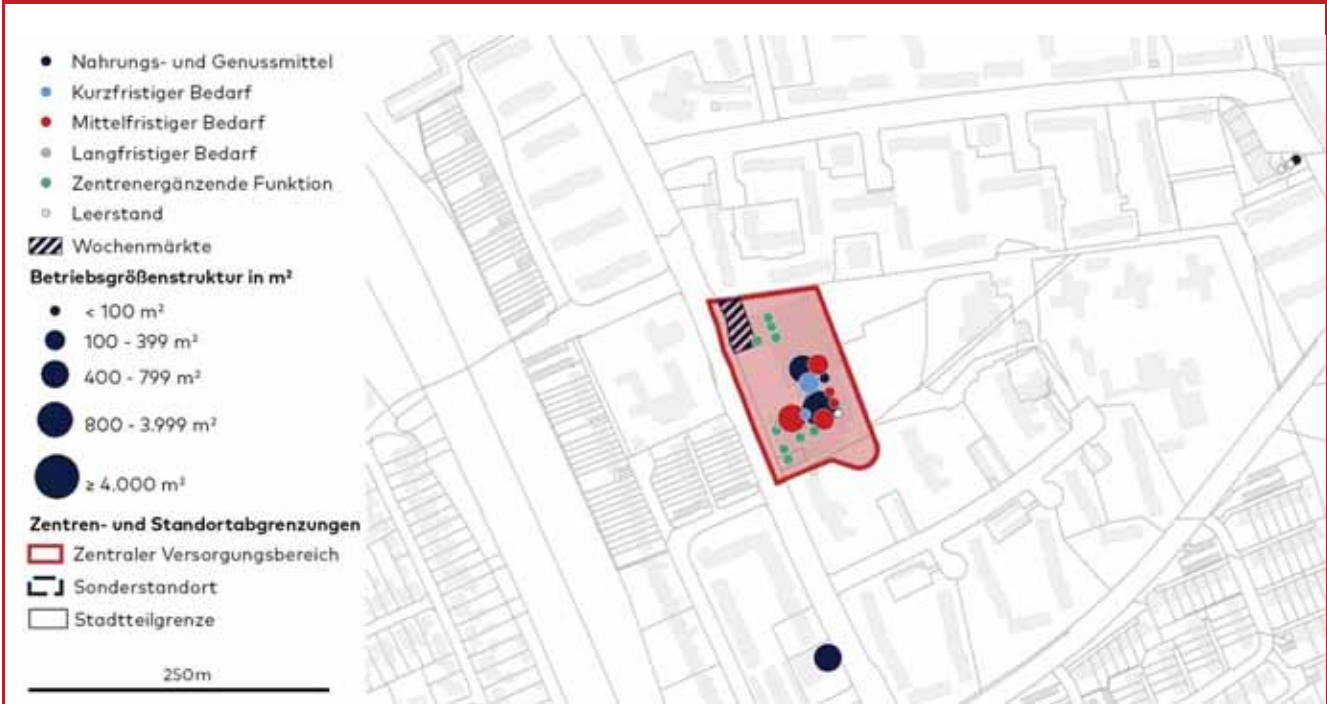 Nahrungs- und Genussmittel
Kurzfristiger Bedarf
Mittelfristiger Bedarf
Langfristiger Bedarf
Zentrenergänzende Funktion
Leerstand
Wochenmärkte
Betriebsgrößenstruktur in m²
< 100 m²
100 - 399 m²
400 - 799 m²
800 - 3.999 m²
≥ 4.000 m²
Zentren- und Standortabgrenzungen
Zentraler Versorgungsbereich
Sonderstandort
Stadtteilgrenze
250m